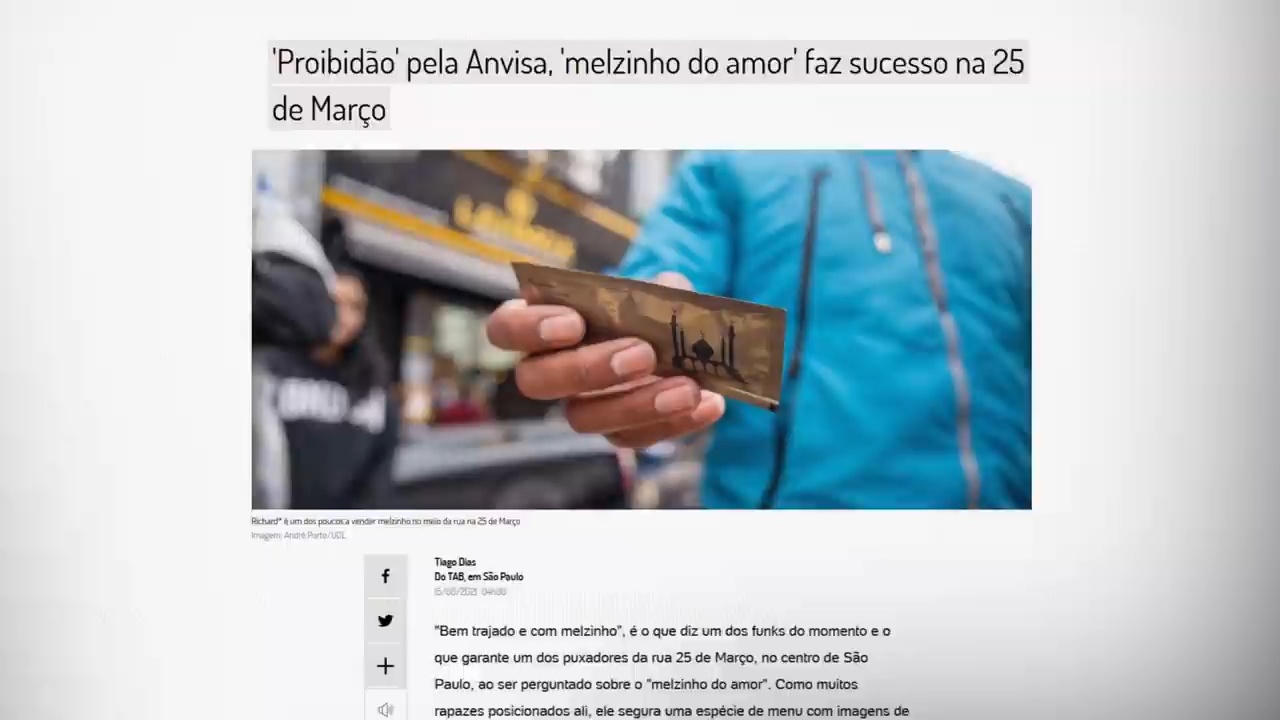 'Proibidão' pela Anvisa, 'melzinho do amor' faz sucesso na 25
de Março
Richard* é um dos poucos a vender melzinho no meio da rua na 25 de Março
Imagem: André Porto/UOL
Tiago Dias
Do TAB, em São Paulo
04h00
"Bem trajado e com melzinho", é o que diz um dos funks do momento e o
que garante um dos puxadores da rua 25 de Março, no centro de São
Paulo, ao ser perguntado sobre o "melzinho do amor". Como muitos
rapazes posicionados ali, ele segura uma espécie de menu com imagens de